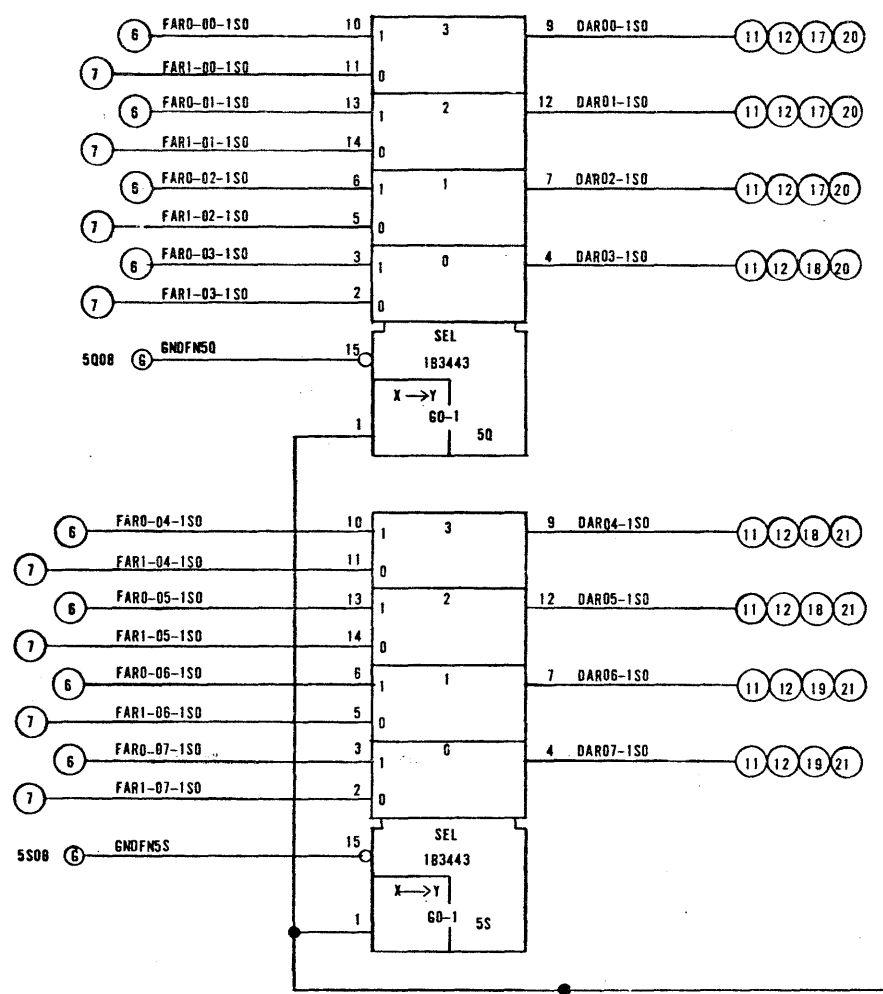 6 FAR0-00-1S0 10 1 3 9 DAR00-1S0 11 12 17 20
7 FAR1-00-1S0 11 0
6 FAR0-01-1S0 13 1 2 12 DAR01-1S0 11 12 17 20
7 FAR1-01-1S0 14 0
6 FAR0-02-1S0 6 1 1 7 DAR02-1S0 11 12 17 20
7 FAR1-02-1S0 5 0
6 FAR0-03-1S0 3 1 0 4 DAR03-1S0 11 12 18 20
7 FAR1-03-1S0 2 0
SEL
5Q08 G GNDFN5Q 15 1B3443
X → Y
1 G0-1 5Q
6 FAR0-04-1S0 10 1 3 9 DAR04-1S0 11 12 18 21
7 FAR1-04-1S0 11 0
6 FAR0-05-1S0 13 1 2 12 DAR05-1S0 11 12 18 21
7 FAR1-05-1S0 14 0
6 FAR0-06-1S0 6 1 1 7 DAR06-1S0 11 12 19 21
7 FAR1-06-1S0 5 0
6 FAR0-07-1S0 3 1 0 4 DAR07-1S0 11 12 19 21
7 FAR1-07-1S0 2 0
SEL
5S08 G GNDFN5S 15 1B3443
X → Y
1 G0-1 5S